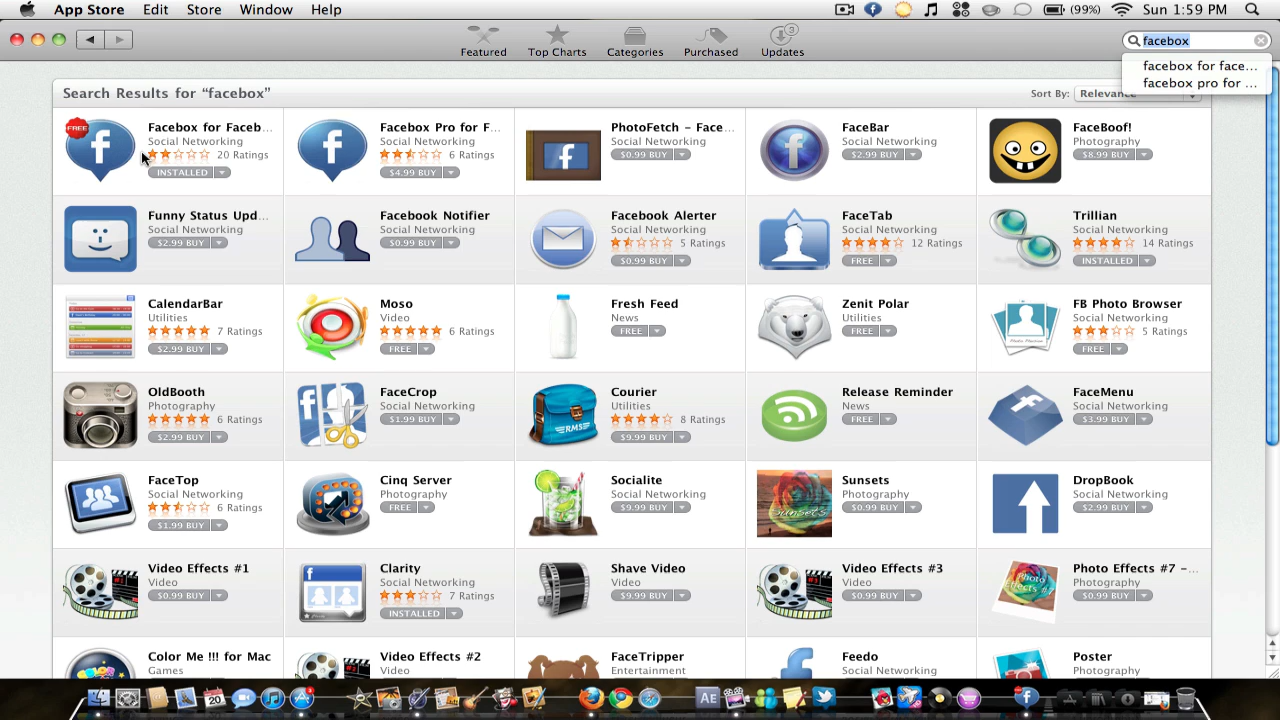 App Store Edit Store Window Help (99%) Sun 1:59 PM
Featured Top Charts Categories Purchased Updates
facebox
facebox for face...
facebox pro for ...
Search Results for “facebox” Sort By: Relevance
FREE
Facebox for Faceb...
Social Networking
20 Ratings
INSTALLED
Facebox Pro for F...
Social Networking
6 Ratings
$4.99 BUY
PhotoFetch – Face...
Social Networking
$0.99 BUY
FaceBar
Social Networking
$2.99 BUY
FaceBoof!
Photography
$8.99 BUY
Funny Status Upd...
Social Networking
$2.99 BUY
Facebook Notifier
Social Networking
$0.99 BUY
Facebook Alerter
Social Networking
5 Ratings
$0.99 BUY
FaceTab
Social Networking
12 Ratings
FREE
Trillian
Social Networking
14 Ratings
INSTALLED
CalendarBar
Utilities
7 Ratings
$2.99 BUY
Moso
Video
6 Ratings
FREE
Fresh Feed
News
FREE
Zenit Polar
Utilities
FREE
FB Photo Browser
Social Networking
5 Ratings
FREE
OldBooth
Photography
6 Ratings
$2.99 BUY
FaceCrop
Social Networking
$1.99 BUY
RMS
Courier
Utilities
8 Ratings
$9.99 BUY
Release Reminder
News
FREE
FaceMenu
Social Networking
$3.99 BUY
FaceTop
Social Networking
6 Ratings
$1.99 BUY
Cinq Server
Photography
FREE
Socialite
Social Networking
$9.99 BUY
Sunsets
Sunsets
Photography
$0.99 BUY
DropBook
Social Networking
$2.99 BUY
Video Effects #1
Video
$0.99 BUY
Clarity
Social Networking
7 Ratings
INSTALLED
Shave Video
Video
$9.99 BUY
Video Effects #3
Video
$0.99 BUY
Photo Effects #7
Photo Effects #7 –...
Photography
$0.99 BUY
Color Me !!! for Mac
Games
Video Effects #2
Video
FaceTripper
Entertainment
Feedo
Social Networking
Poster
Photography
20
AE